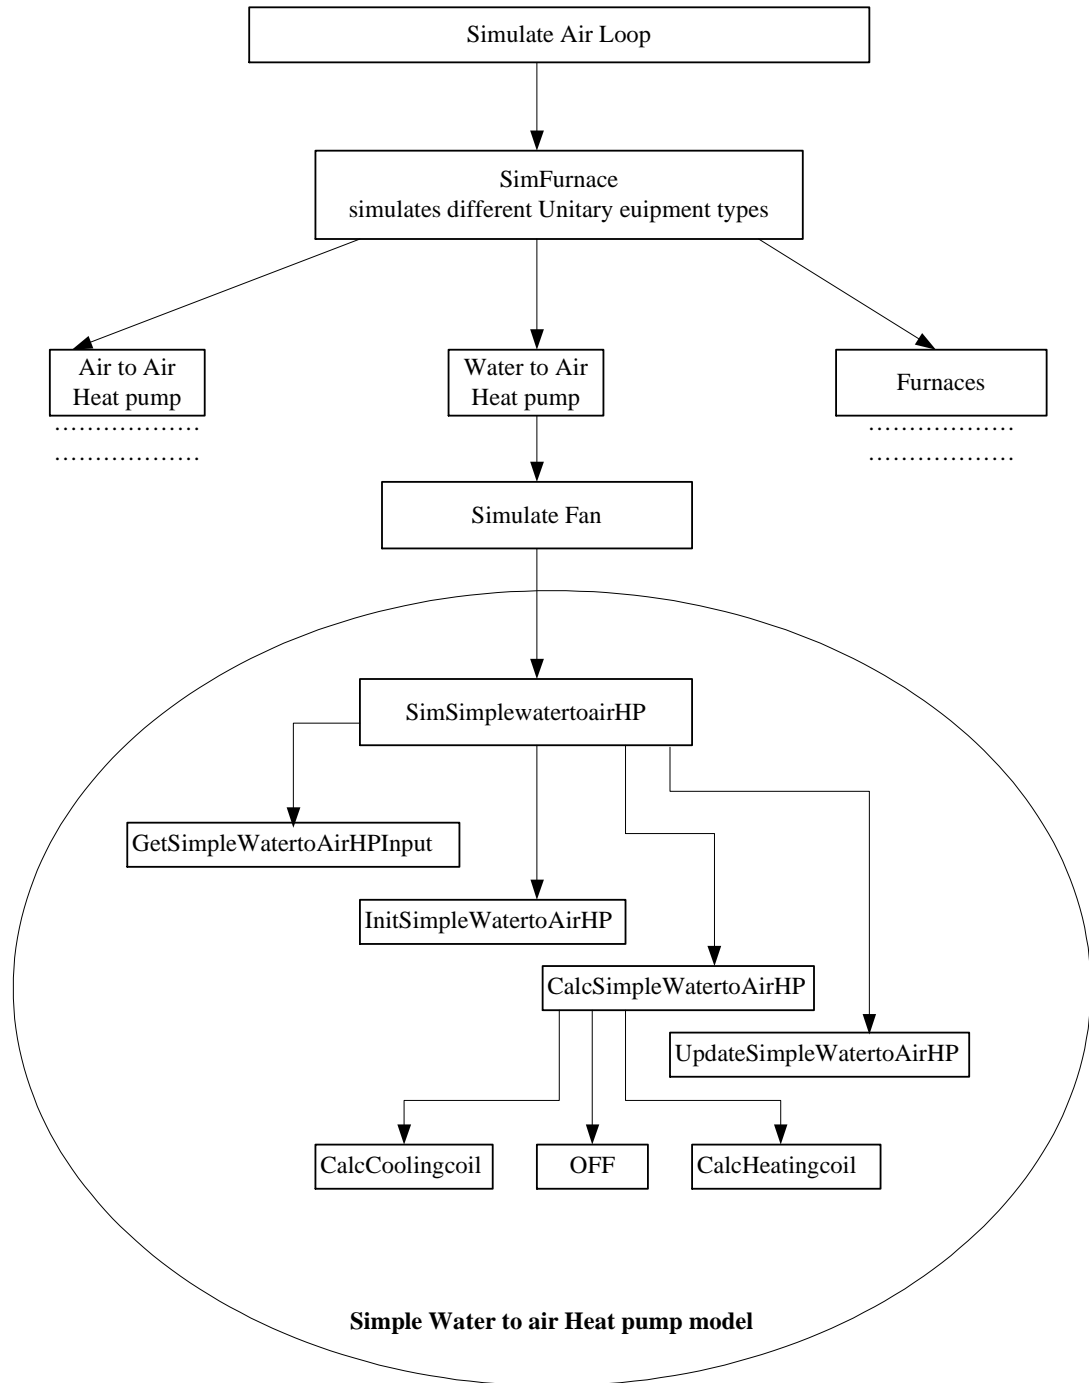 Simulate Air Loop
SimFurnace
simulates different Unitary euipment types
Air to Air
Heat pump
..................
..................
Water to Air
Heat pump
Furnaces
..................
..................
Simulate Fan
SimSimplewatertoairHP
GetSimpleWatertoAirHPInput
InitSimpleWatertoAirHP
CalcSimpleWatertoAirHP
UpdateSimpleWatertoAirHP
CalcCoolingcoil
OFF
CalcHeatingcoil
Simple Water to air Heat pump model